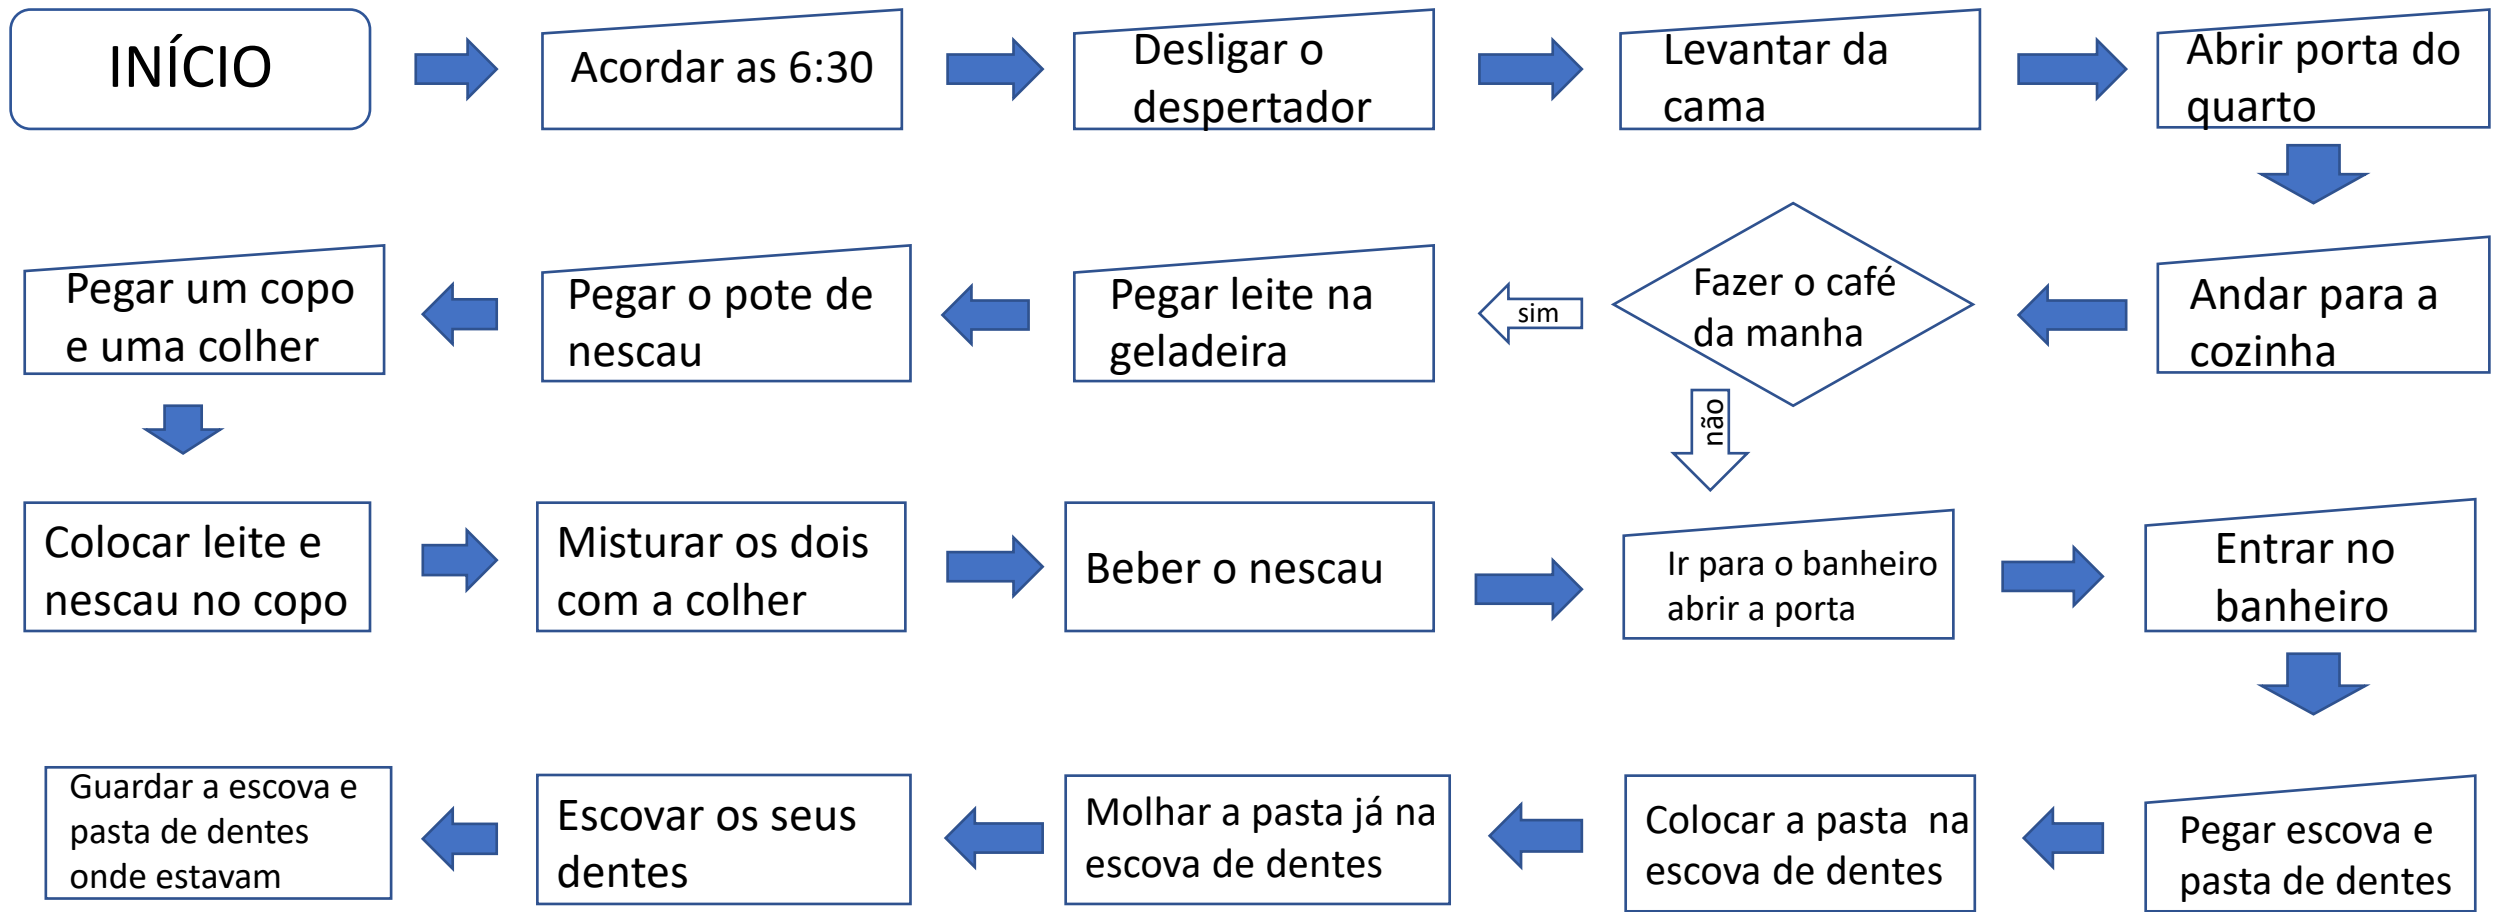 INÍCIO
Acordar as 6:30
Desligar o
despertador
Levantar da
cama
Abrir porta do
quarto
Andar para a
cozinha
Fazer o café
da manha
sim
não
Pegar leite na
geladeira
Pegar o pote de
nescau
Pegar um copo
e uma colher
Colocar leite e
nescau no copo
Misturar os dois
com a colher
Beber o nescau
Ir para o banheiro
abrir a porta
Entrar no
banheiro
Pegar escova e
pasta de dentes
Colocar a pasta na
escova de dentes
Molhar a pasta já na
escova de dentes
Escovar os seus
dentes
Guardar a escova e
pasta de dentes
onde estavam